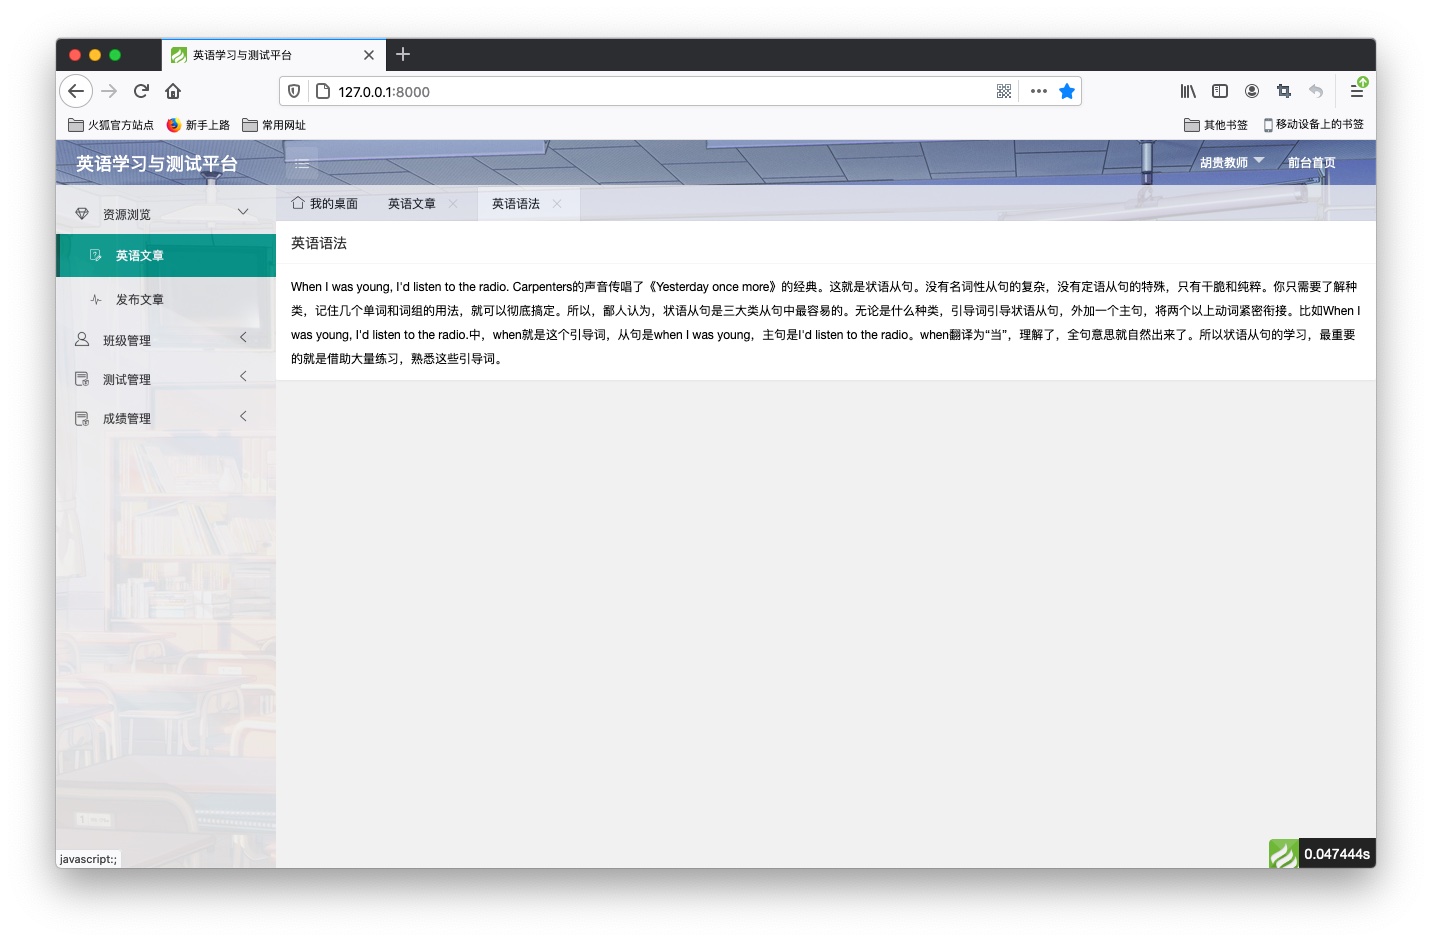 英语学习与测试平台
127.0.0.1:8000
火狐官方站点 新手上路 常用网址 其他书签 移动设备上的书签
英语学习与测试平台 胡贵教师 前台首页
我的桌面 英语文章 英语语法
资源浏览
英语文章
发布文章
班级管理
测试管理
成绩管理
英语语法
When I was young, I'd listen to the radio. Carpenters的声音传唱了《Yesterday once more》的经典。这就是状语从句。没有名词性从句的复杂，没有定语从句的特殊，只有干脆和纯粹。你只需要了解种
类，记住几个单词和词组的用法，就可以彻底搞定。所以，鄙人认为，状语从句是三大类从句中最容易的。无论是什么种类，引导词引导状语从句，外加一个主句，将两个以上动词紧密衔接。比如When I
was young, I'd listen to the radio.中，when就是这个引导词，从句是when I was young，主句是I'd listen to the radio。when翻译为“当”，理解了，全句意思就自然出来了。所以状语从句的学习，最重要
的就是借助大量练习，熟悉这些引导词。
javascript:;
0.047444s